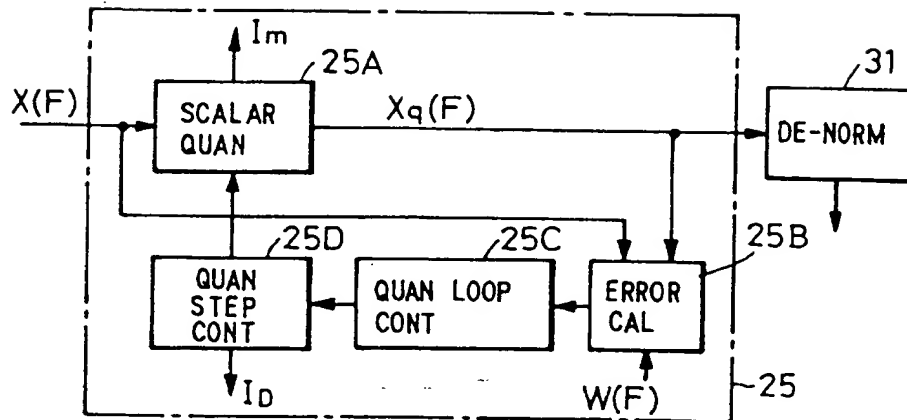 Im
25A
31
X(F)
SCALAR
QUAN
Xq(F)
DE-NORM
25D
25C
25B
QUAN
STEP
CONT
QUAN LOOP
CONT
ERROR
CAL
ID
W(F)
25